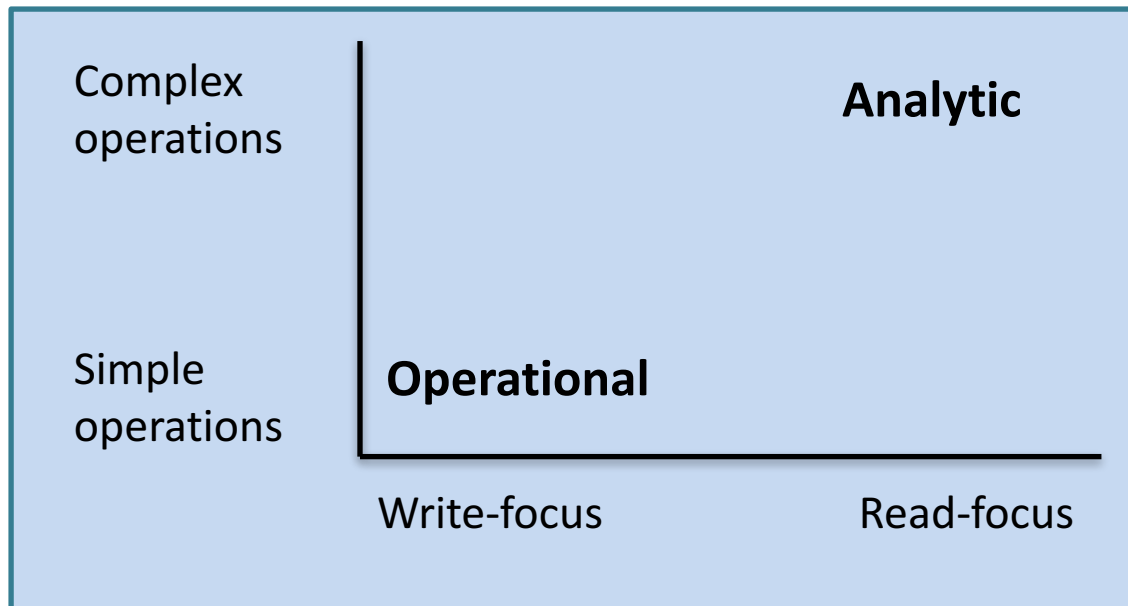 Complex
operations
Analytic
Simple
operations
Operational
Write-focus
Read-focus